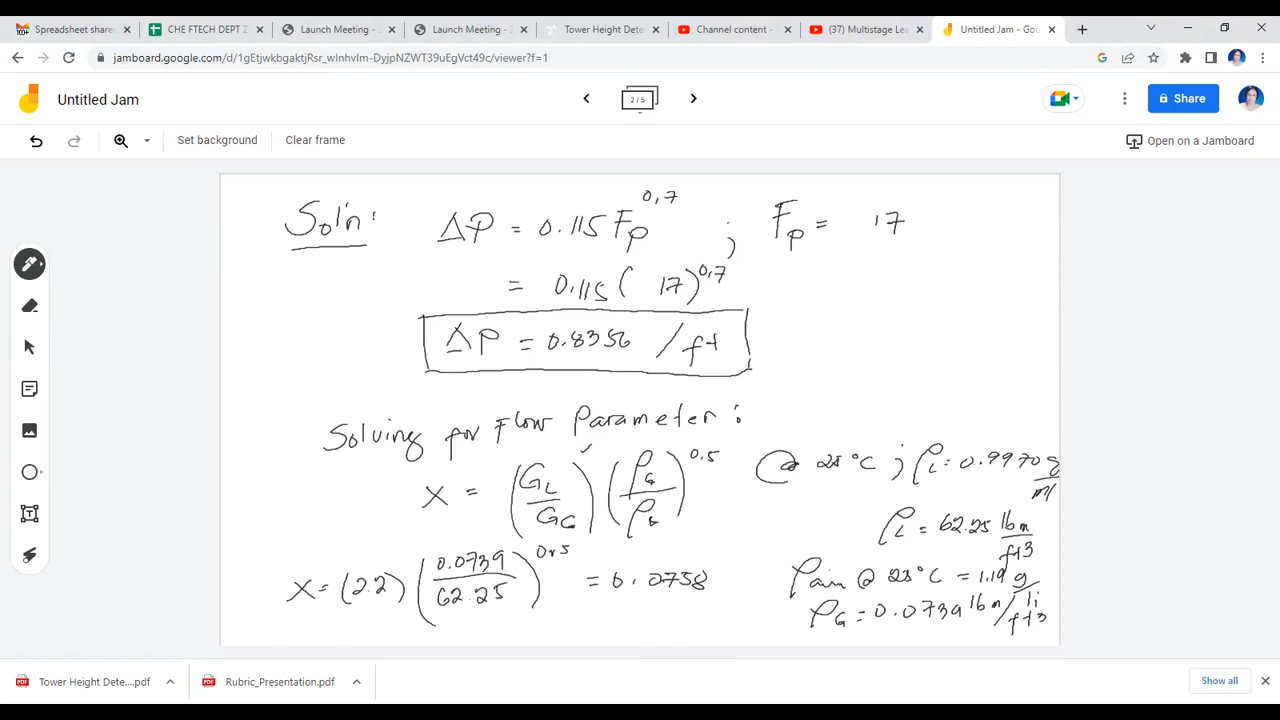 Spreadsheet share
CHE FTECH DEPT Z
Launch Meeting -
Launch Meeting -
Tower Height Dete
Channel content -
(37) Multistage Lea
Untitled Jam - Goo
jamboard.google.com/d/1gEtjwkbgaktjRsr_wInhvIm-DyjpNZWT39uEgVct49c/viewer?f=1
Untitled Jam
2 / 5
Share
Set background
Clear frame
Open on a Jamboard
Sol'n: ΔP = 0.115 Fp^0.7 ; Fp = 17
= 0.115 ( 17)^0.7
ΔP = 0.8356 /ft
Solving for Flow Parameter :
X = (GL/GG) (ρG/ρL)^0.5
@ 25°C ; ρL = 0.9970 g/ml
ρL = 62.25 lbm/ft3
X = (2.2) (0.0739/62.25)^0.5 = 0.0758
ρair @ 25°C = 1.19 g/li
ρG = 0.0739 lbm/ft3
Tower Height Dete....pdf
Rubric_Presentation.pdf
Show all